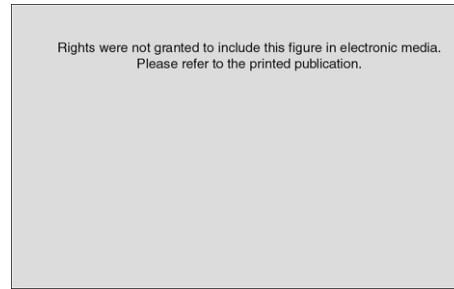 Rights were not granted to include this figure in electronic media.
Please refer to the printed publication.